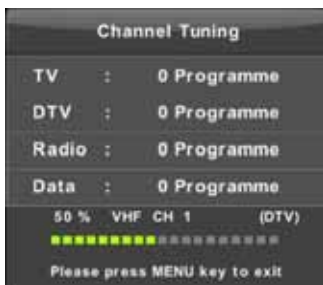 Channel Tuning
TV : 0 Programme
DTV : 0 Programme
Radio : 0 Programme
Data : 0 Programme
50 % VHF CH 1 (DTV)
Please press MENU key to exit